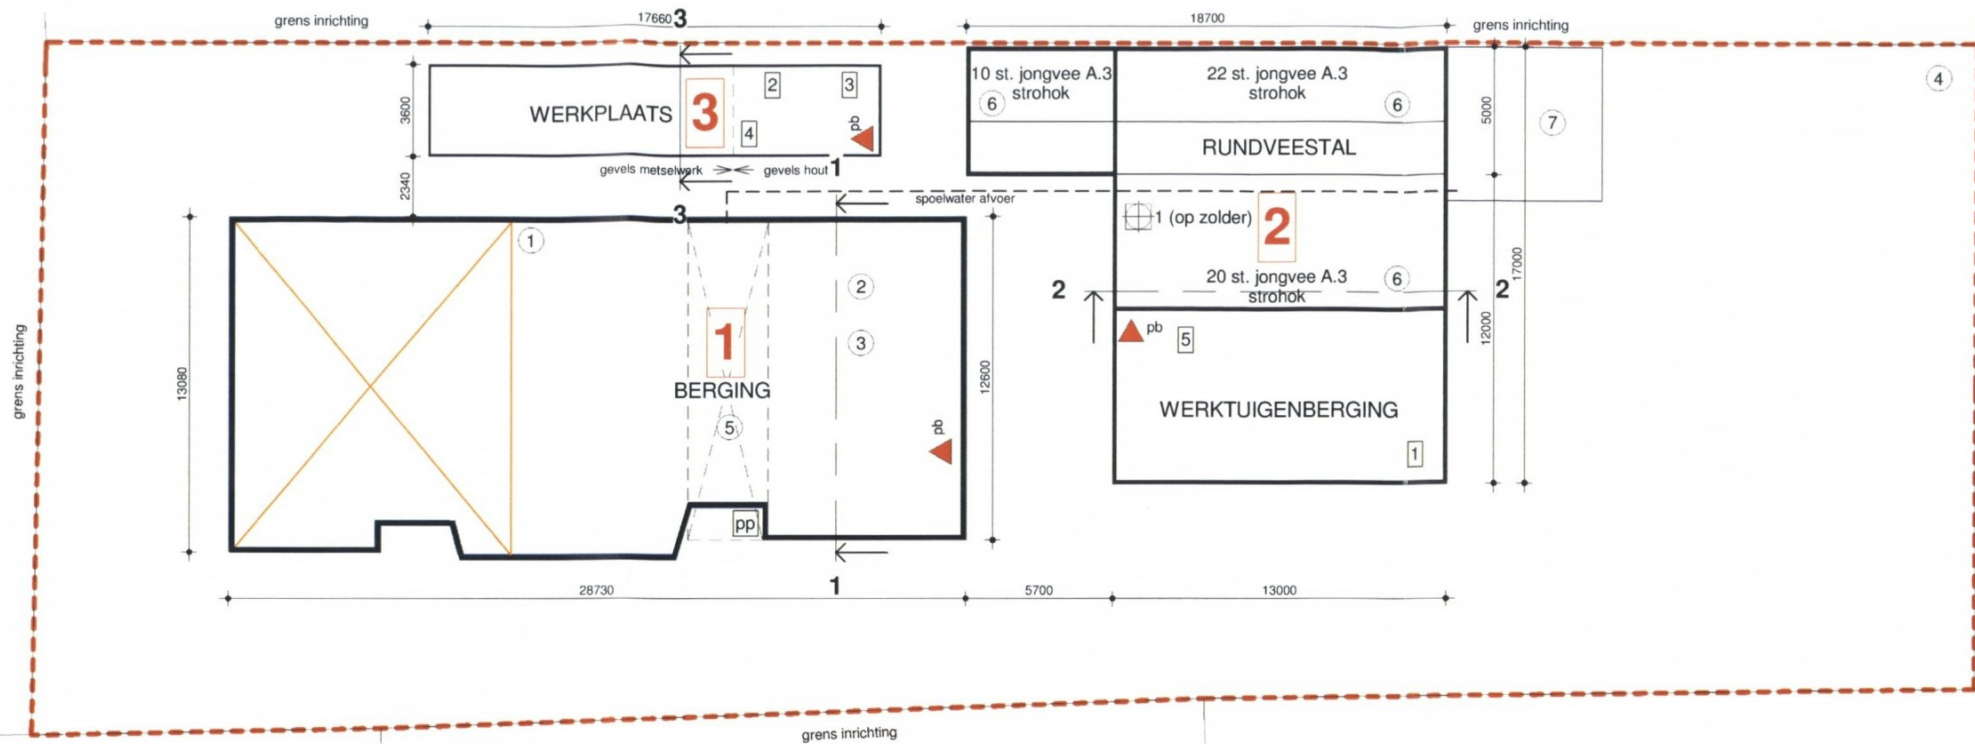 grens inrichting
17660
3
18700
grens inrichting
10 st. jongvee A.3
strohok
6
22 st. jongvee A.3
strohok
6
4
3600
WERKPLAATS
3
2
3
4
pb
5000
7
RUNDVEESTAL
gevels metselwerk
gevels hout
1
2340
spoelwater afvoer
3
1 (op zolder)
2
1
2
20 st. jongvee A.3
strohok
6
2
2
17000
grens inrichting
13080
1
3
12600
12000
pb
5
BERGING
5
pb
WERKTUIGENBERGING
1
pp
28730
1
5700
13000
grens inrichting